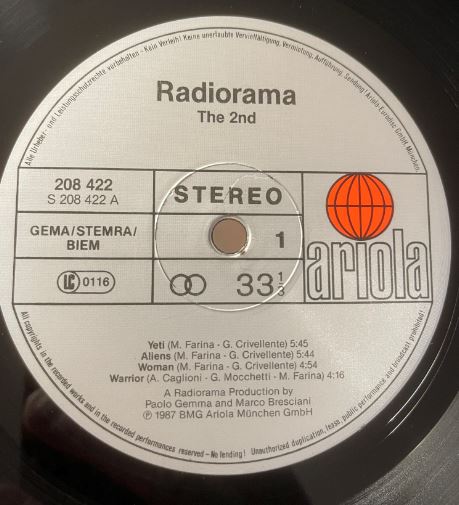 Alle Urheber- und Leistungsschutzrechte vorbehalten - Kein Verleih! Keine unerlaubte Vervielfältigung, Vermietung, Aufführung, Sendung! Ariola-Eurodisc GmbH, München.
Radiorama
The 2nd
208 422
S 208 422 A
STEREO
GEMA/STEMRA/
BIEM
1
LC 0116
33⅓
ariola
Yeti (M. Farina - G. Crivellente) 5:45
Aliens (M. Farina - G. Crivellente) 5:44
Woman (M. Farina - G. Crivellente) 4:54
Warrior (A. Caglioni - G. Mocchetti - M. Farina) 4:16
A Radiorama Production by
Paolo Gemma and Marco Bresciani
℗ 1987 BMG Ariola München GmbH
All copyrights in the recorded works and in the recorded performances reserved – No lending! Unauthorized duplication, lease, public performance and broadcast prohibited!